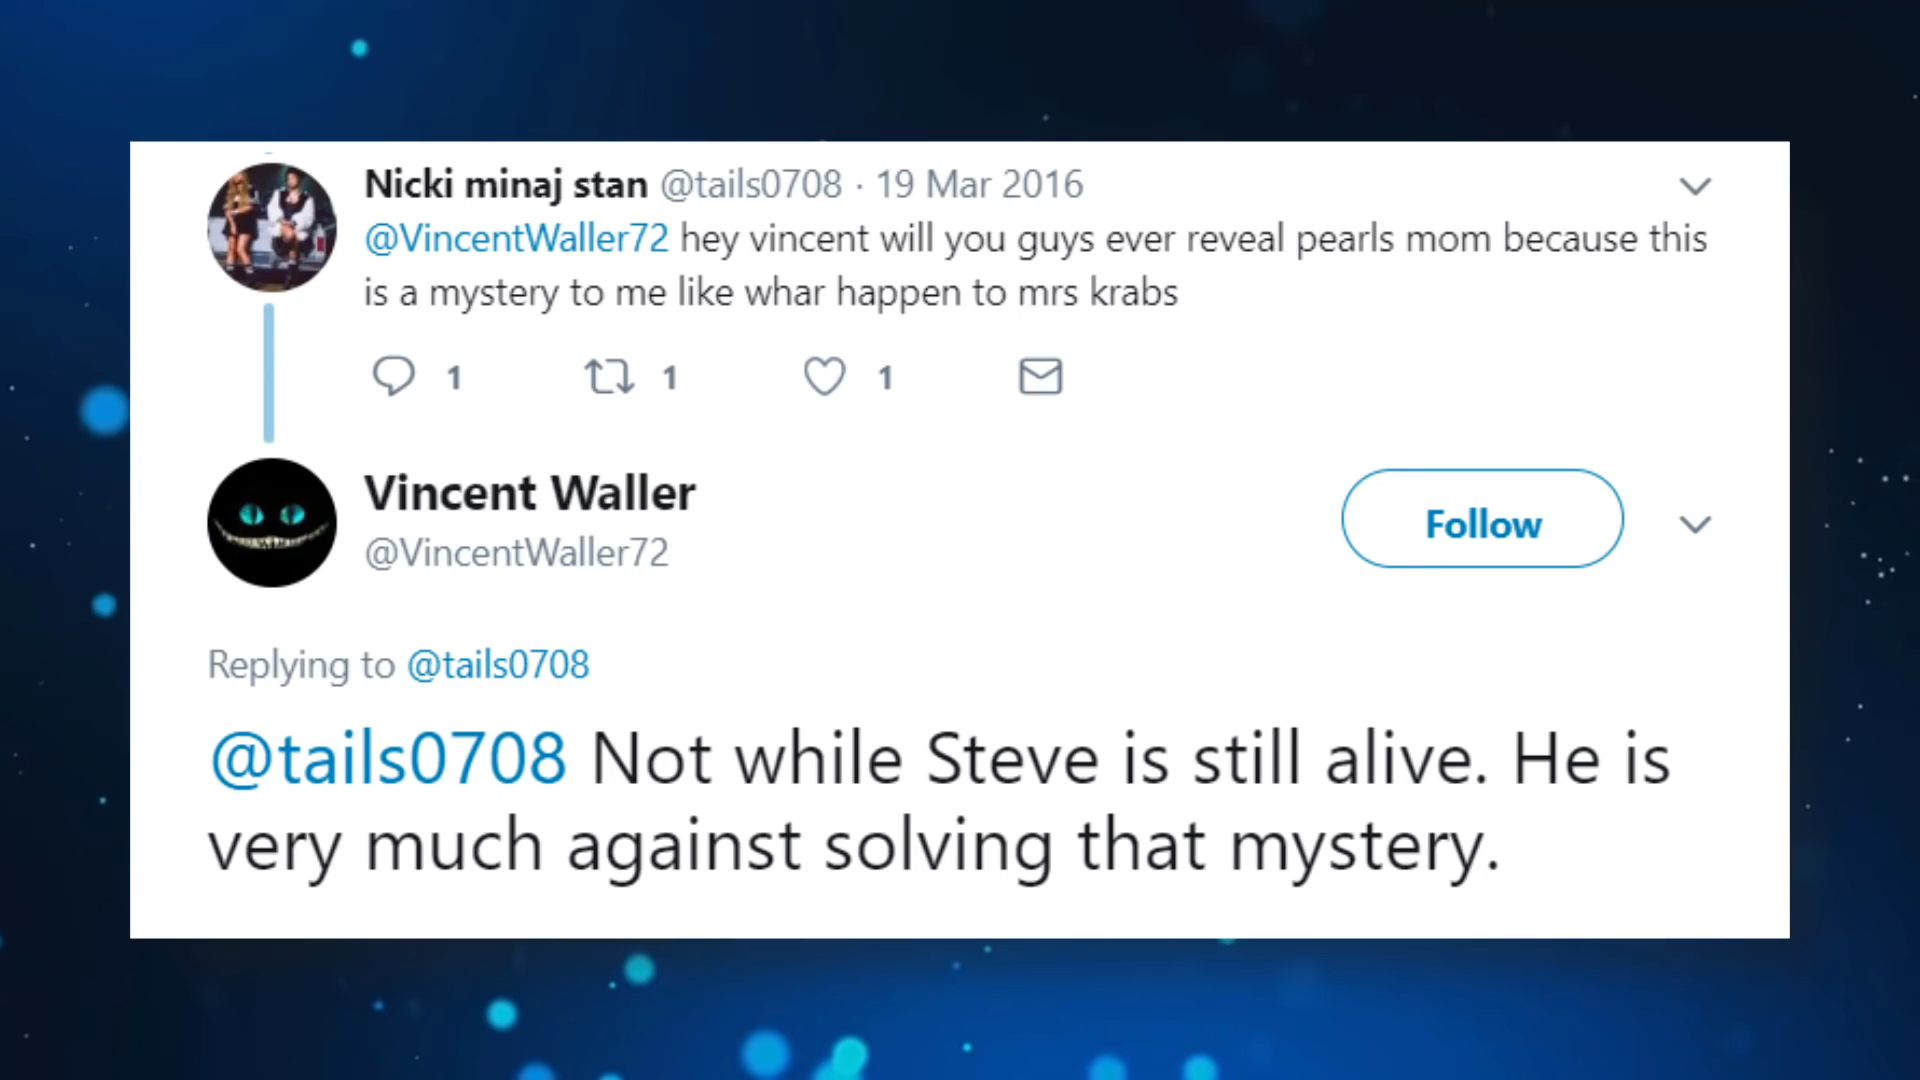 Nicki minaj stan @tails0708 · 19 Mar 2016
@VincentWaller72 hey vincent will you guys ever reveal pearls mom because this
is a mystery to me like whar happen to mrs krabs
1 1 1
Vincent Waller
@VincentWaller72
Follow
Replying to @tails0708
@tails0708 Not while Steve is still alive. He is
very much against solving that mystery.